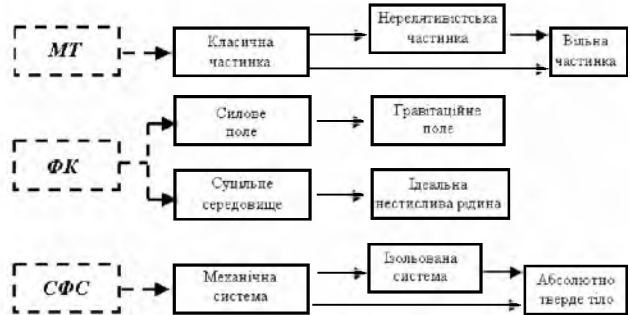 МТ
Класична
частинка
Нерелятивістська
частинка
Вільна
частинка
ФК
Силове
поле
Гравітаційне
поле
Суцільне
середовище
Ідеальна
нестислива рідина
СФС
Механічна
система
Ізольована
система
Абсолютно
тверде тіло